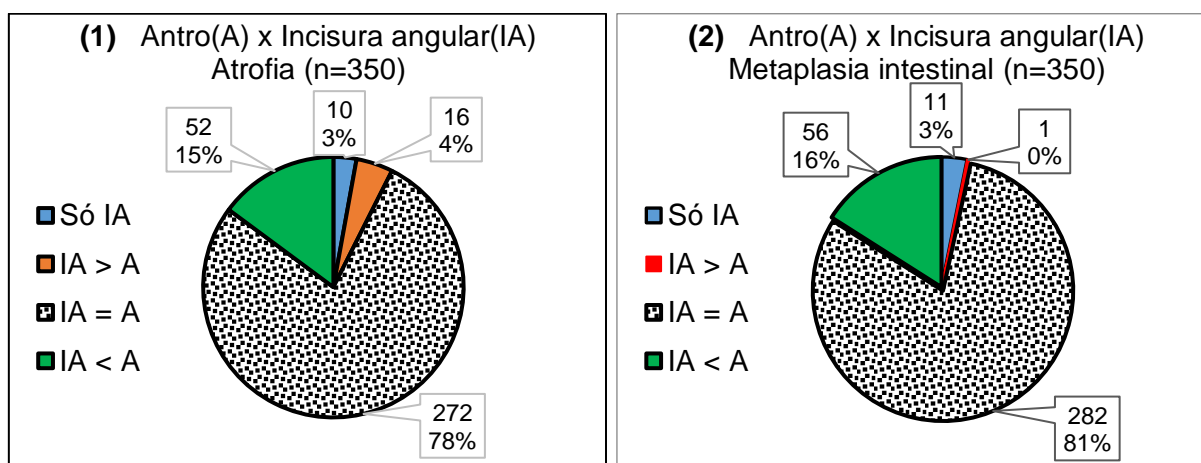 (1) Antro(A) x Incisura angular(IA)
Atrofia (n=350)
10
3%
16
4%
52
15%
Só IA
IA > A
IA = A
IA < A
272
78%
(2) Antro(A) x Incisura angular(IA)
Metaplasia intestinal (n=350)
11
3%
1
0%
56
16%
Só IA
IA > A
IA = A
IA < A
282
81%